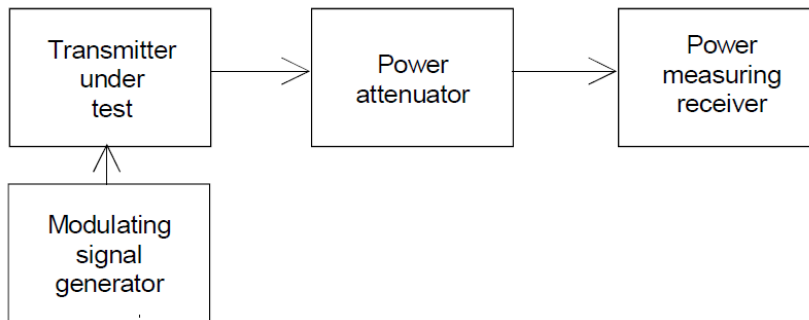 Transmitter
under
test
Power
attenuator
Power
measuring
receiver
Modulating
signal
generator